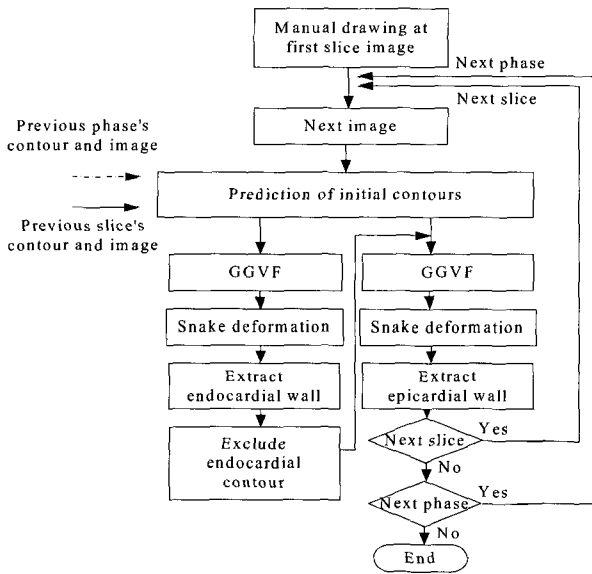 Manual drawing at
first slice image
Next phase
Next slice
Next image
Previous phase's
contour and image
Prediction of initial contours
Previous slice's
contour and image
GGVF
GGVF
Snake deformation
Snake deformation
Extract
endocardial wall
Extract
epicardial wall
Exclude
endocardial
contour
Next slice
Yes
No
Next phase
Yes
No
End